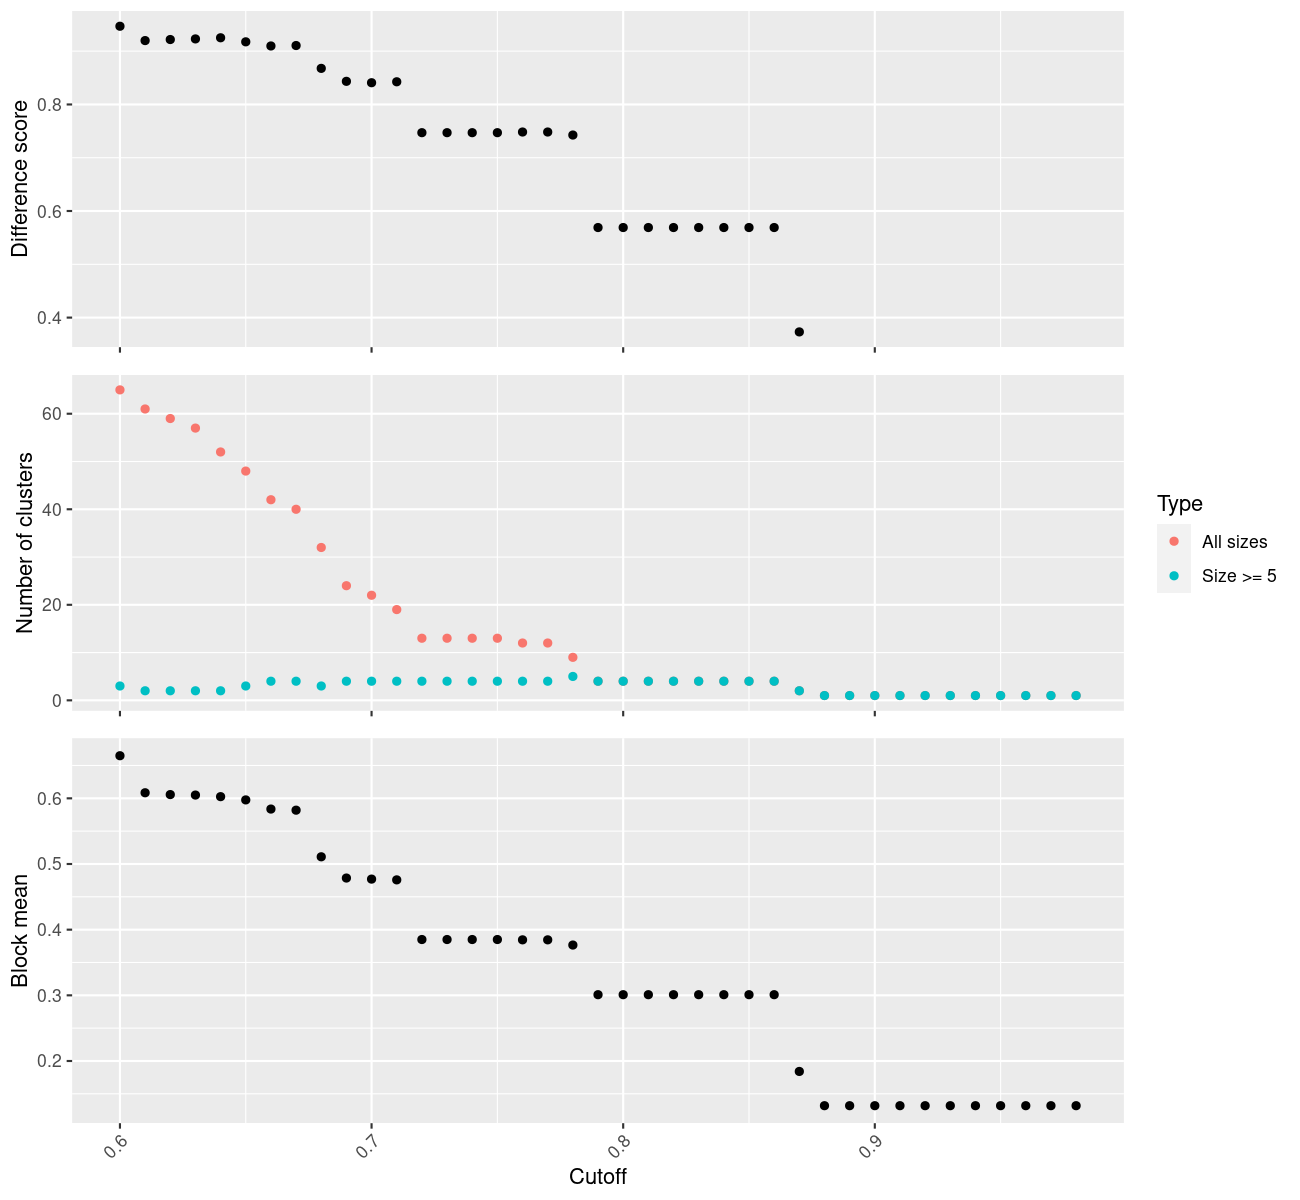 Difference score
0.8
0.6
0.4
Number of clusters
60
40
20
0
Type
All sizes
Size >= 5
Block mean
0.6
0.5
0.4
0.3
0.2
0.6
0.7
0.8
0.9
Cutoff